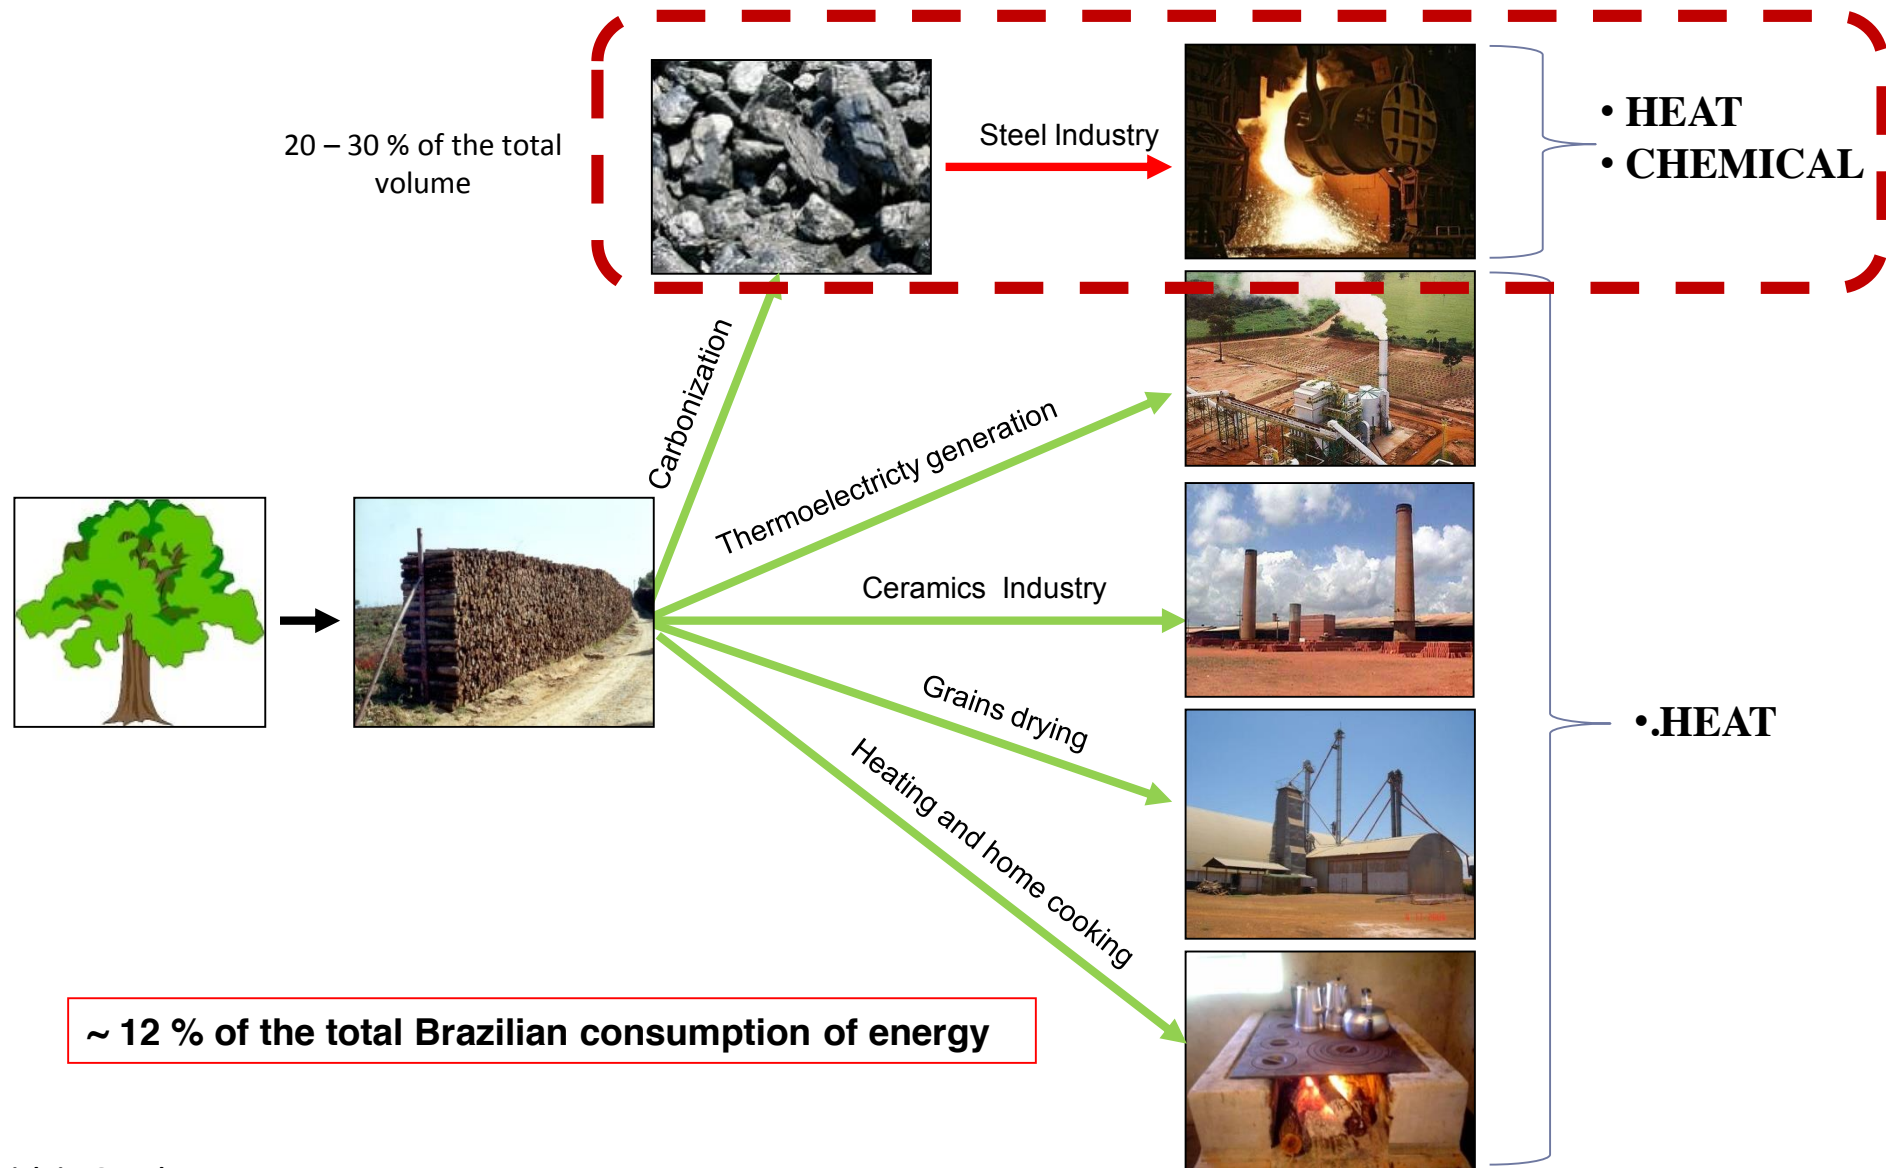 20 – 30 % of the total
volume
Steel Industry
• HEAT
• CHEMICAL
Carbonization
Thermoelectricty generation
Ceramics Industry
Grains drying
Heating and home cooking
•.HEAT
~ 12 % of the total Brazilian consumption of energy